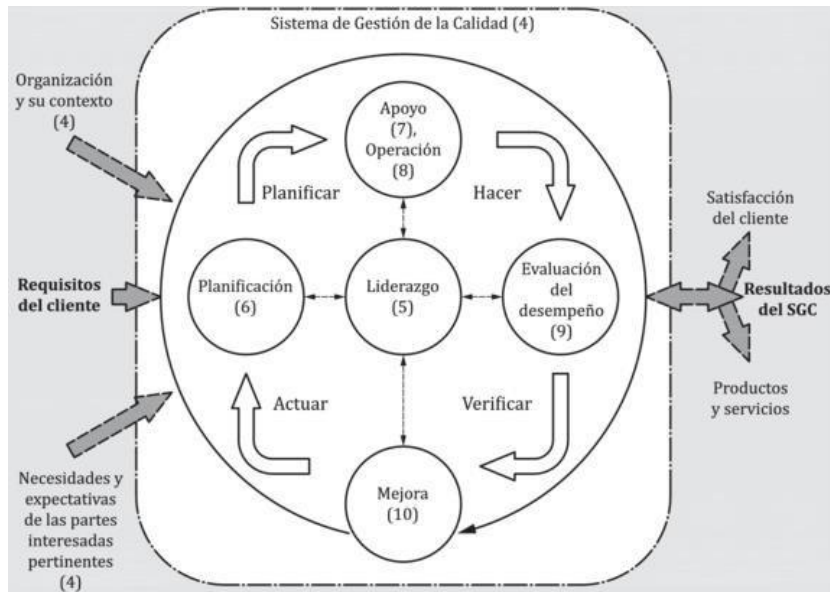 Sistema de Gestión de la Calidad (4)
Organización
y su contexto
(4)
Apoyo
(7),
Operación
(8)
Planificar
Hacer
Satisfacción
del cliente
Requisitos
del cliente
Planificación
(6)
Liderazgo
(5)
Evaluación
del
desempeño
(9)
Resultados
del SGC
Actuar
Verificar
Productos
y servicios
Necesidades y
expectativas
de las partes
interesadas
pertinentes
(4)
Mejora
(10)